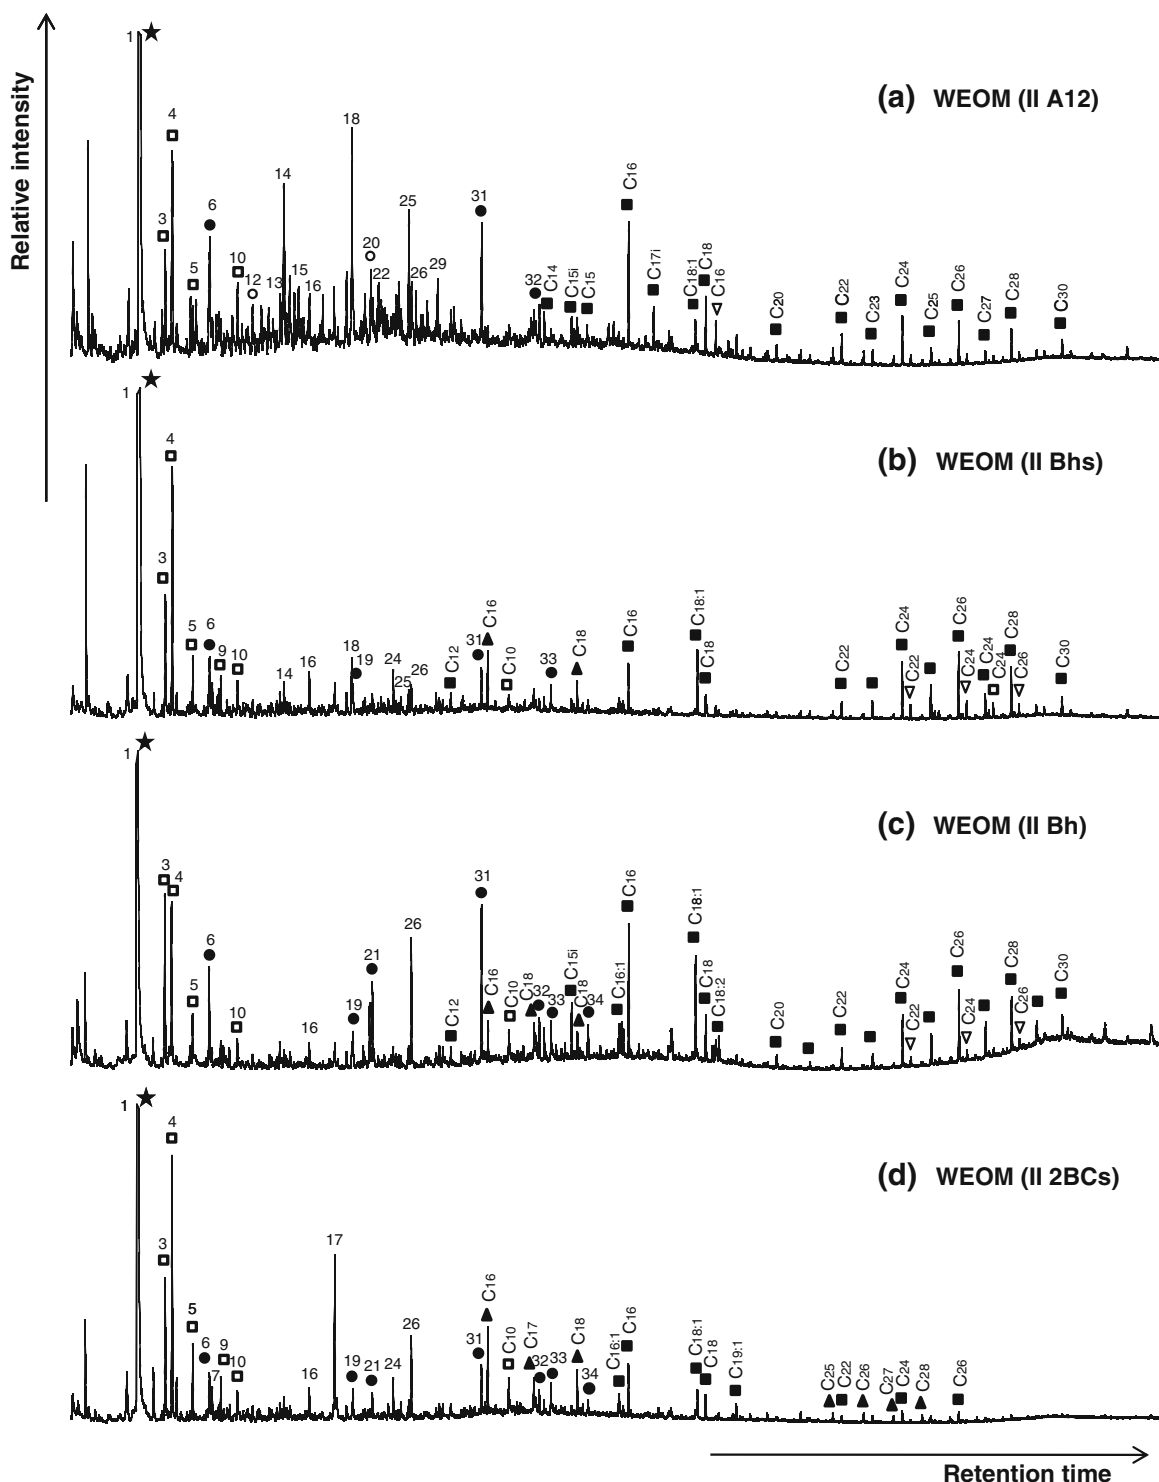 Relative intensity
(a) WEOM (II A12)
1 3 4 5 6 10 12 13 14 15 16 18 20 22 25 26 29 31 32 C14 C15i C15 C16 C17i C18:1 C18 C16 C20 C22 C23 C24 C25 C26 C27 C28 C30
(b) WEOM (II Bhs)
1 3 4 5 6 9 10 14 16 18 19 24 25 26 C12 31 C16 C10 33 C18 C16 C18:1 C18 C22 C24 C22 C26 C24 C24 C24 C28 C26 C30
(c) WEOM (II Bh)
1 3 4 5 6 10 16 19 21 26 C12 31 C16 C10 C18 32 33 C15i C18 34 C16:1 C16 C18:1 C18 C18:2 C20 C22 C24 C22 C26 C24 C28 C26 C30
(d) WEOM (II 2BCs)
1 3 4 5 6 7 9 10 16 17 19 21 24 26 31 C16 C10 C17 32 33 C18 34 C16:1 C16 C18:1 C18 C19:1 C25 C22 C26 C27 C24 C28 C26
Retention time